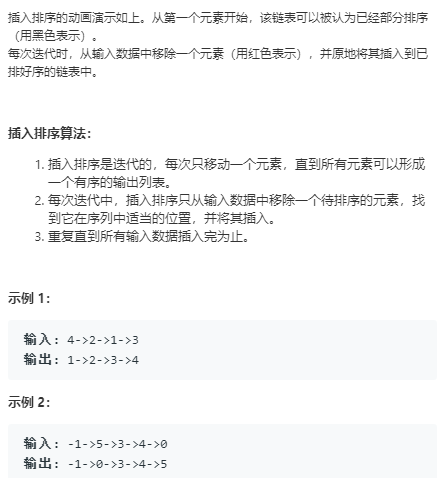 插入排序的动画演示如上。从第一个元素开始，该链表可以被认为已经部分排序
（用黑色表示）。
每次迭代时，从输入数据中移除一个元素（用红色表示），并原地将其插入到已
排好序的链表中。
插入排序算法：
1. 插入排序是迭代的，每次只移动一个元素，直到所有元素可以形成
一个有序的输出列表。
2. 每次迭代中，插入排序只从输入数据中移除一个待排序的元素，找
到它在序列中适当的位置，并将其插入。
3. 重复直到所有输入数据插入完为止。
示例 1：
输入: 4->2->1->3
输出: 1->2->3->4
示例 2：
输入: -1->5->3->4->0
输出: -1->0->3->4->5